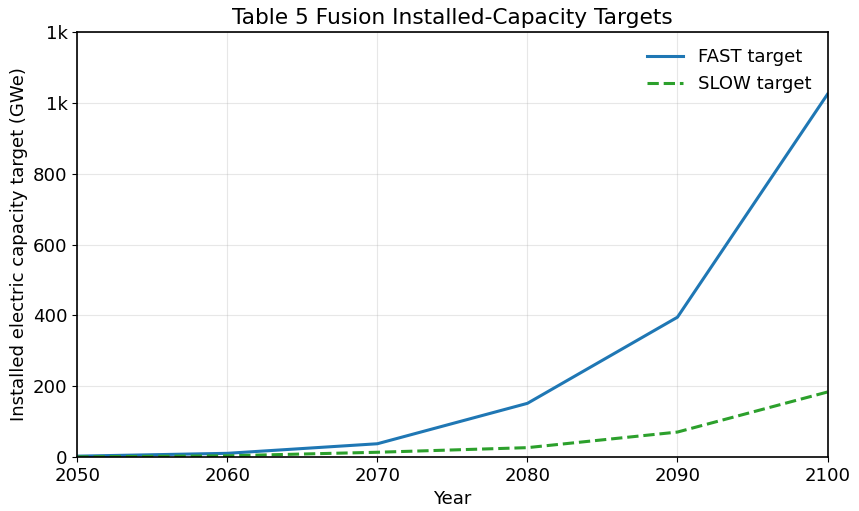 Table 5 Fusion Installed-Capacity Targets
Installed electric capacity target (GWe)
1k
1k
800
600
400
200
0
FAST target
SLOW target
2050
2060
2070
2080
2090
2100
Year